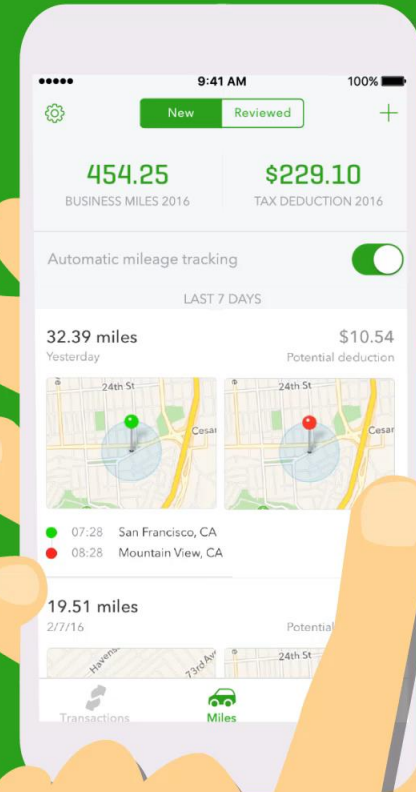 9:41 AM 100%
New Reviewed
454.25 $229.10
BUSINESS MILES 2016 TAX DEDUCTION 2016
Automatic mileage tracking
LAST 7 DAYS
32.39 miles $10.54
Yesterday Potential deduction
24th St 24th St
Cesar Cesar
07:28 San Francisco, CA
08:28 Mountain View, CA
19.51 miles
2/7/16 Potential
Havens 73rd Ave 24th St
Transactions Miles